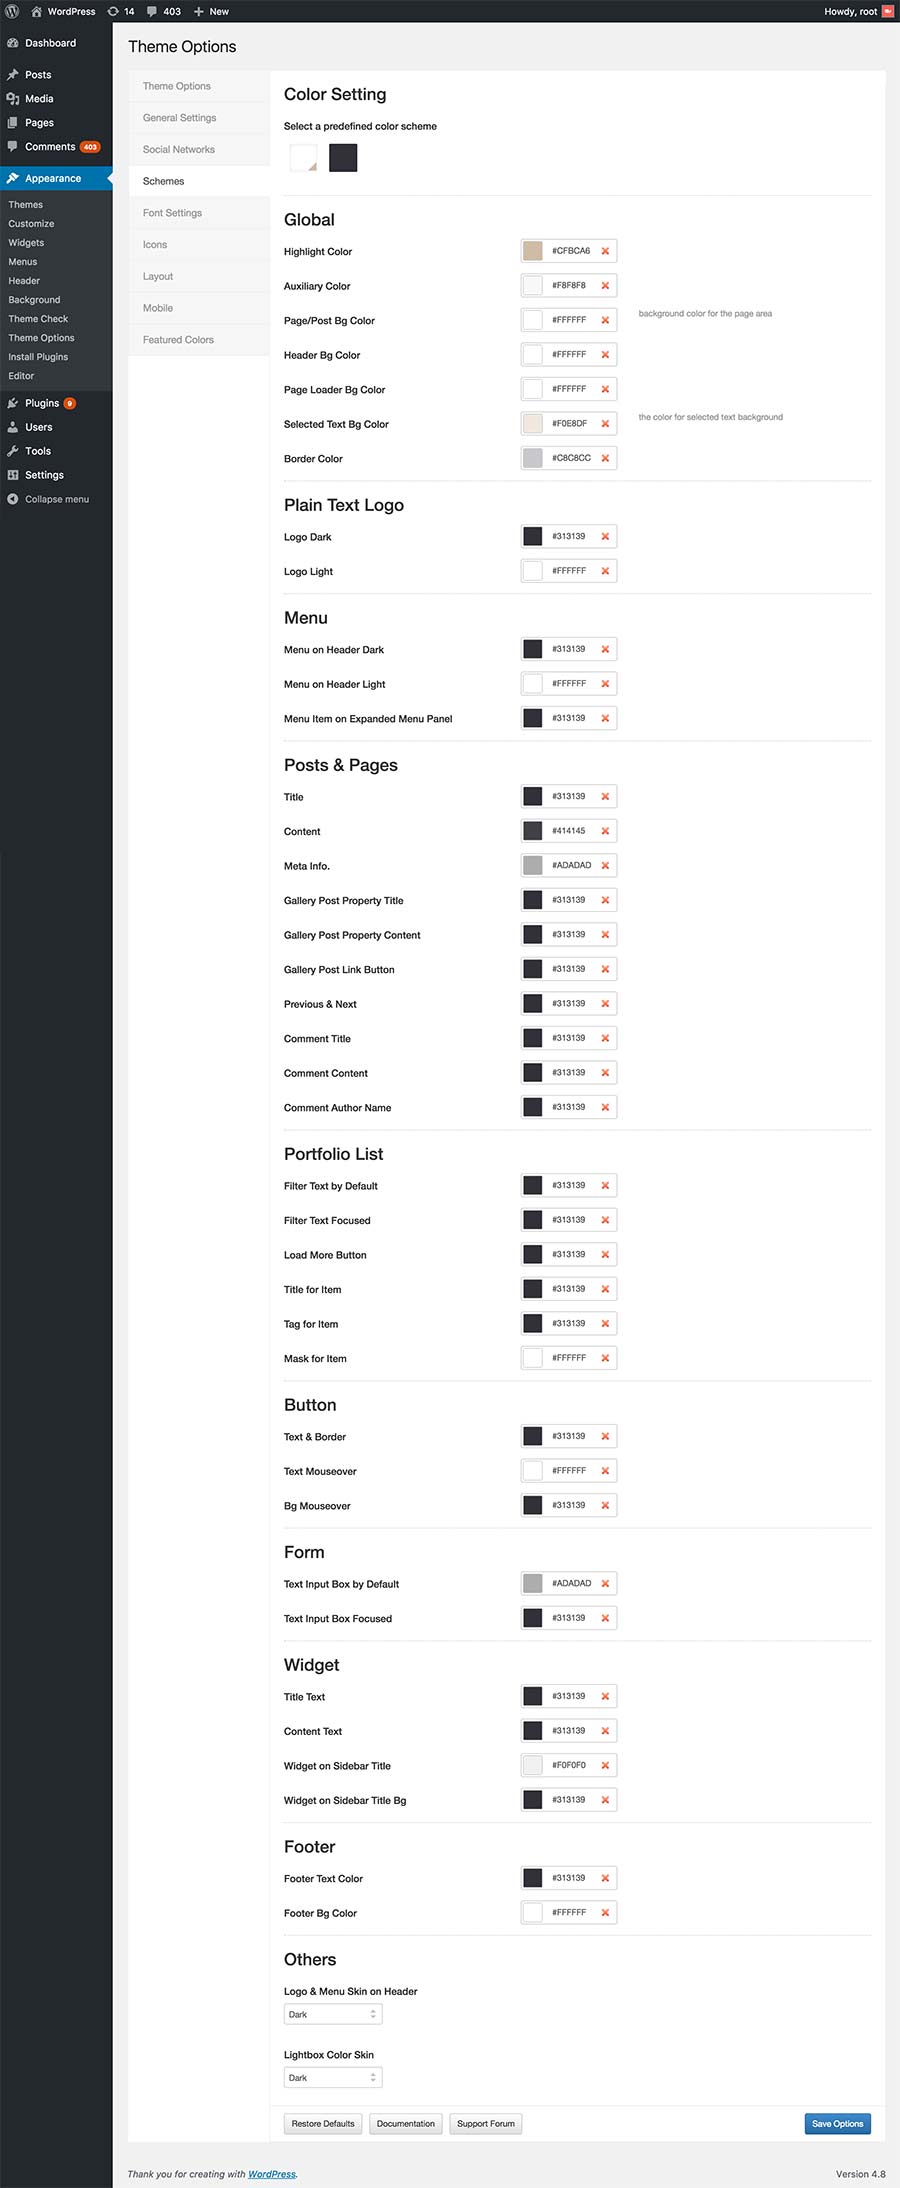 WordPress 14 403 New Howdy, root
Dashboard
Posts
Media
Pages
Comments 403
Appearance
Themes
Customize
Widgets
Menus
Header
Background
Theme Check
Theme Options
Install Plugins
Editor
Plugins 9
Users
Tools
Settings
Collapse menu
Theme Options
Theme Options
General Settings
Social Networks
Schemes
Font Settings
Icons
Layout
Mobile
Featured Colors
Color Setting
Select a predefined color scheme
Global
Highlight Color #CFBCA6
Auxiliary Color #F8F8F8
Page/Post Bg Color #FFFFFF background color for the page area
Header Bg Color #FFFFFF
Page Loader Bg Color #FFFFFF
Selected Text Bg Color #F0E8DF the color for selected text background
Border Color #C8C8CC
Plain Text Logo
Logo Dark #313139
Logo Light #FFFFFF
Menu
Menu on Header Dark #313139
Menu on Header Light #FFFFFF
Menu Item on Expanded Menu Panel #313139
Posts & Pages
Title #313139
Content #414145
Meta Info. #ADADAD
Gallery Post Property Title #313139
Gallery Post Property Content #313139
Gallery Post Link Button #313139
Previous & Next #313139
Comment Title #313139
Comment Content #313139
Comment Author Name #313139
Portfolio List
Filter Text by Default #313139
Filter Text Focused #313139
Load More Button #313139
Title for Item #313139
Tag for Item #313139
Mask for Item #FFFFFF
Button
Text & Border #313139
Text Mouseover #FFFFFF
Bg Mouseover #313139
Form
Text Input Box by Default #ADADAD
Text Input Box Focused #313139
Widget
Title Text #313139
Content Text #313139
Widget on Sidebar Title #F0F0F0
Widget on Sidebar Title Bg #313139
Footer
Footer Text Color #313139
Footer Bg Color #FFFFFF
Others
Logo & Menu Skin on Header
Dark
Lightbox Color Skin
Dark
Restore Defaults Documentation Support Forum Save Options
Thank you for creating with WordPress. Version 4.8